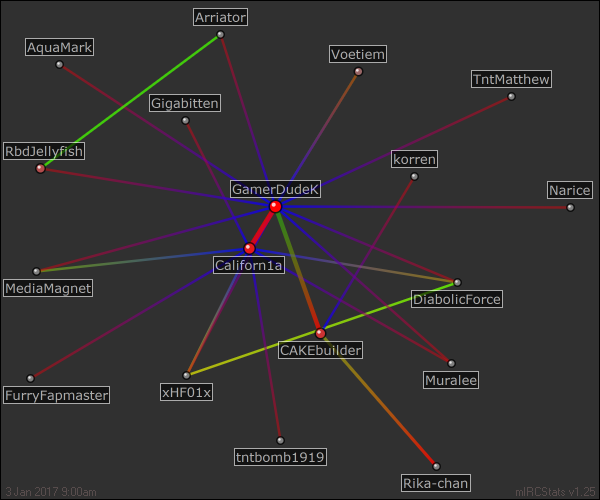 Arriator
AquaMark
Voetiem
TntMatthew
Gigabitten
RbdJellyfish
korren
GamerDudeK
Narice
Californ1a
MediaMagnet
DiabolicForce
CAKEbuilder
Muralee
FurryFapmaster
xHF01x
tntbomb1919
Rika-chan
3 Jan 2017 9:00am
mIRCStats v1.25